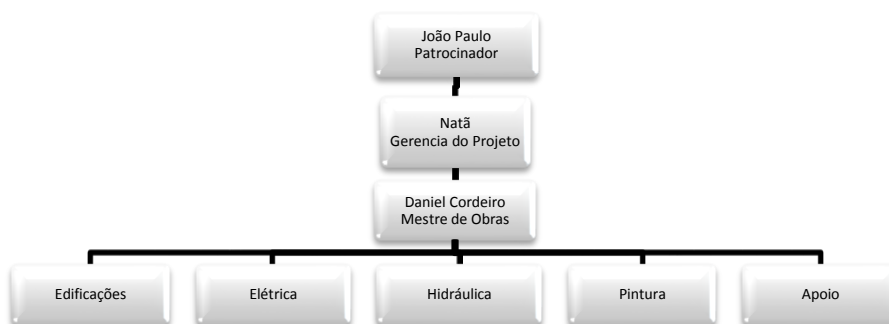 João Paulo
Patrocinador
Natã
Gerencia do Projeto
Daniel Cordeiro
Mestre de Obras
Edificações
Elétrica
Hidráulica
Pintura
Apoio